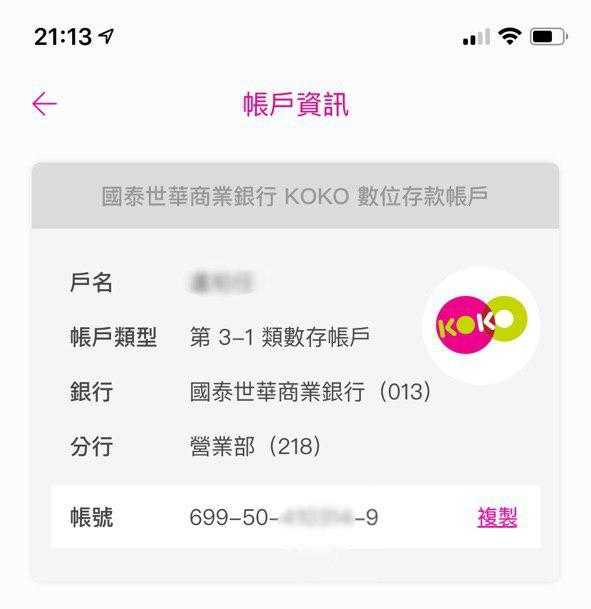 21:13
帳戶資訊
國泰世華商業銀行 KOKO 數位存款帳戶
戶名
KOKO
帳戶類型 第 3-1 類數存帳戶
銀行 國泰世華商業銀行（013）
分行 營業部（218）
帳號 699-50- -9 複製